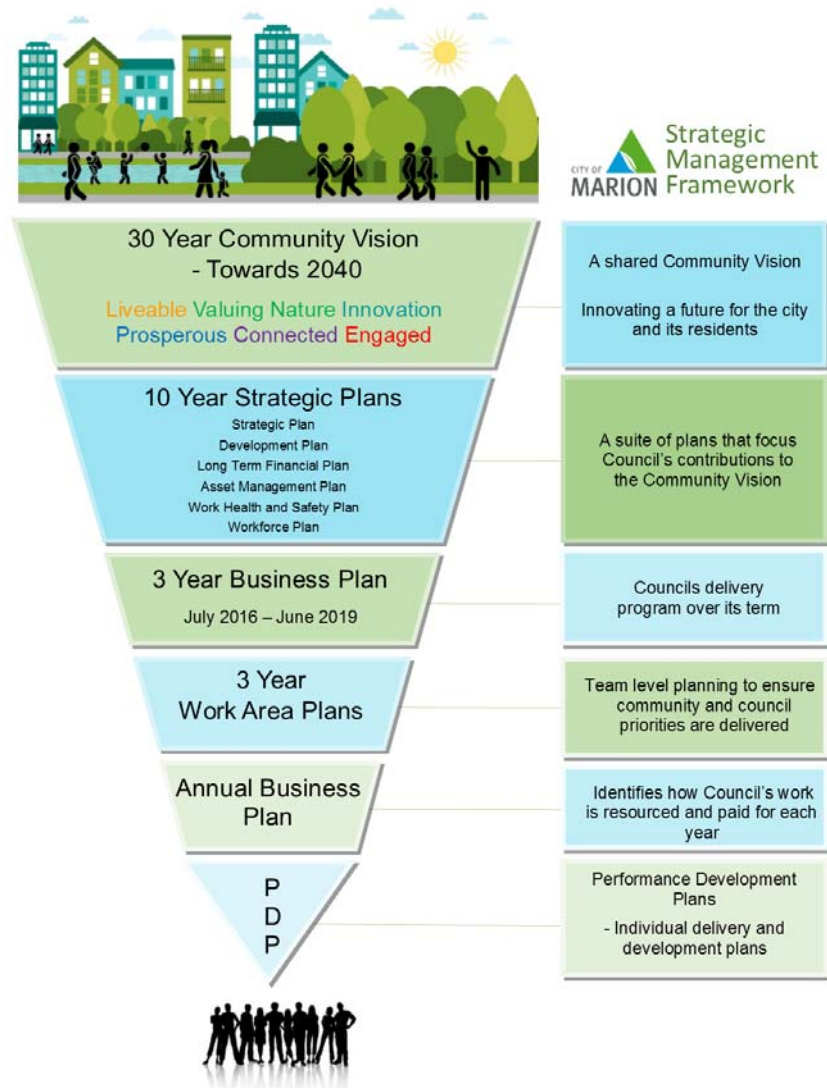 CITY OF
MARION
Strategic
Management
Framework
30 Year Community Vision
- Towards 2040
Liveable Valuing Nature Innovation
Prosperous Connected Engaged
A shared Community Vision
Innovating a future for the city
and its residents
10 Year Strategic Plans
Strategic Plan
Development Plan
Long Term Financial Plan
Asset Management Plan
Work Health and Safety Plan
Workforce Plan
A suite of plans that focus
Council's contributions to
the Community Vision
3 Year Business Plan
July 2016 – June 2019
Councils delivery
program over its term
3 Year
Work Area Plans
Team level planning to ensure
community and council
priorities are delivered
Annual Business
Plan
Identifies how Council's work
is resourced and paid for each
year
P
D
P
Performance Development
Plans
- Individual delivery and
development plans